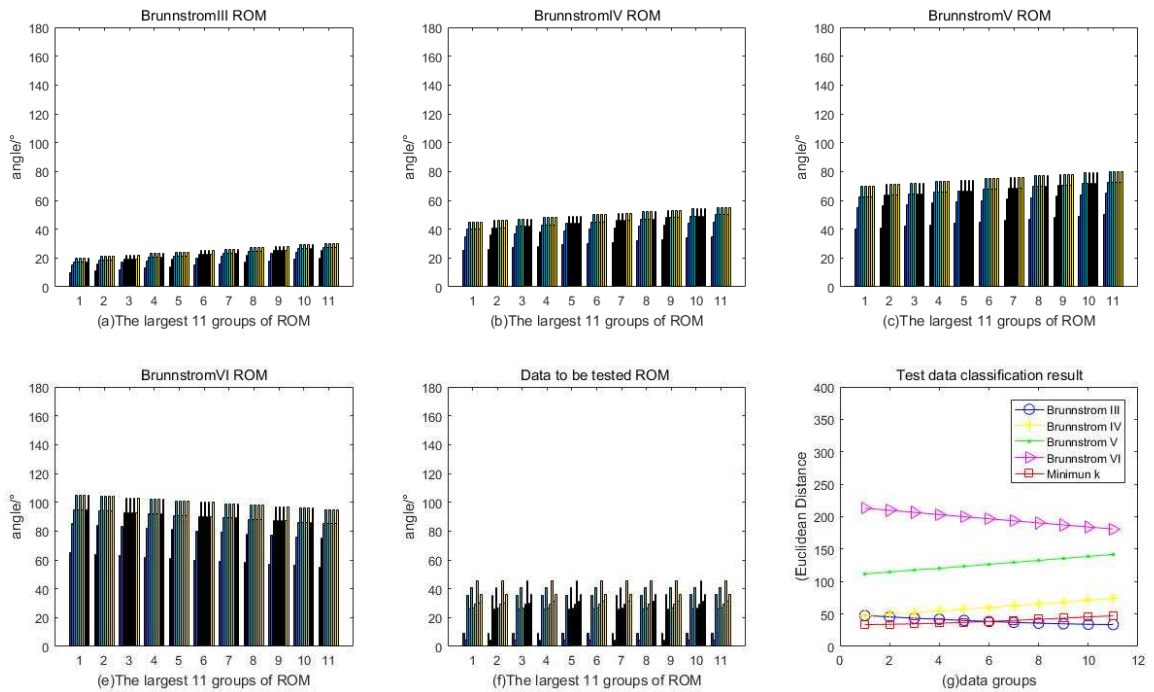 BrunnstromIII ROM
angle/°
180
160
140
120
100
80
60
40
20
0
1 2 3 4 5 6 7 8 9 10 11
(a)The largest 11 groups of ROM
BrunnstromIV ROM
angle/°
180
160
140
120
100
80
60
40
20
0
1 2 3 4 5 6 7 8 9 10 11
(b)The largest 11 groups of ROM
BrunnstromV ROM
angle/°
180
160
140
120
100
80
60
40
20
0
1 2 3 4 5 6 7 8 9 10 11
(c)The largest 11 groups of ROM
BrunnstromVI ROM
angle/°
180
160
140
120
100
80
60
40
20
0
1 2 3 4 5 6 7 8 9 10 11
(e)The largest 11 groups of ROM
Data to be tested ROM
angle/°
180
160
140
120
100
80
60
40
20
0
1 2 3 4 5 6 7 8 9 10 11
(f)The largest 11 groups of ROM
Test data classification result
(Euclidean Distance
400
350
300
250
200
150
100
50
0
Brunnstrom III
Brunnstrom IV
Brunnstrom V
Brunnstrom VI
Minimun k
0 2 4 6 8 10 12
(g)data groups